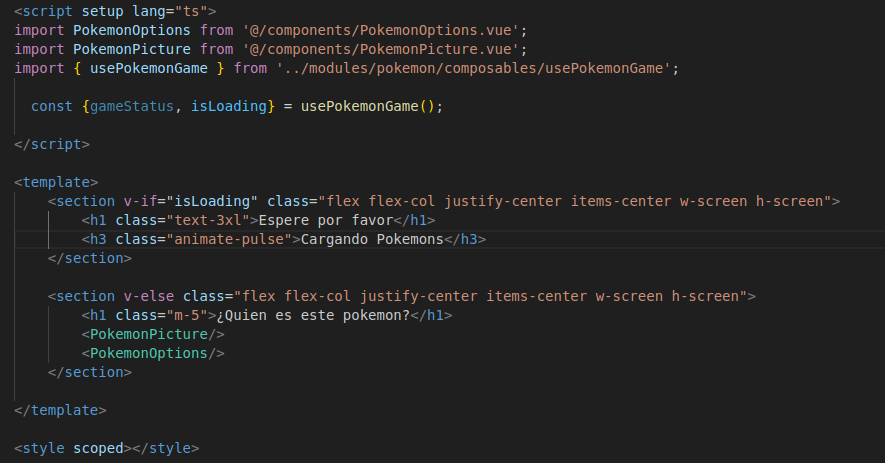 <script setup lang="ts">
import PokemonOptions from '@/components/PokemonOptions.vue';
import PokemonPicture from '@/components/PokemonPicture.vue';
import { usePokemonGame } from '../modules/pokemon/composables/usePokemonGame';
const {gameStatus, isLoading} = usePokemonGame();
</script>
<template>
<section v-if="isLoading" class="flex flex-col justify-center items-center w-screen h-screen">
<h1 class="text-3xl">Espere por favor</h1>
<h3 class="animate-pulse">Cargando Pokemons</h3>
</section>
<section v-else class="flex flex-col justify-center items-center w-screen h-screen">
<h1 class="m-5">¿Quien es este pokemon?</h1>
<PokemonPicture/>
<PokemonOptions/>
</section>
</template>
<style scoped></style>